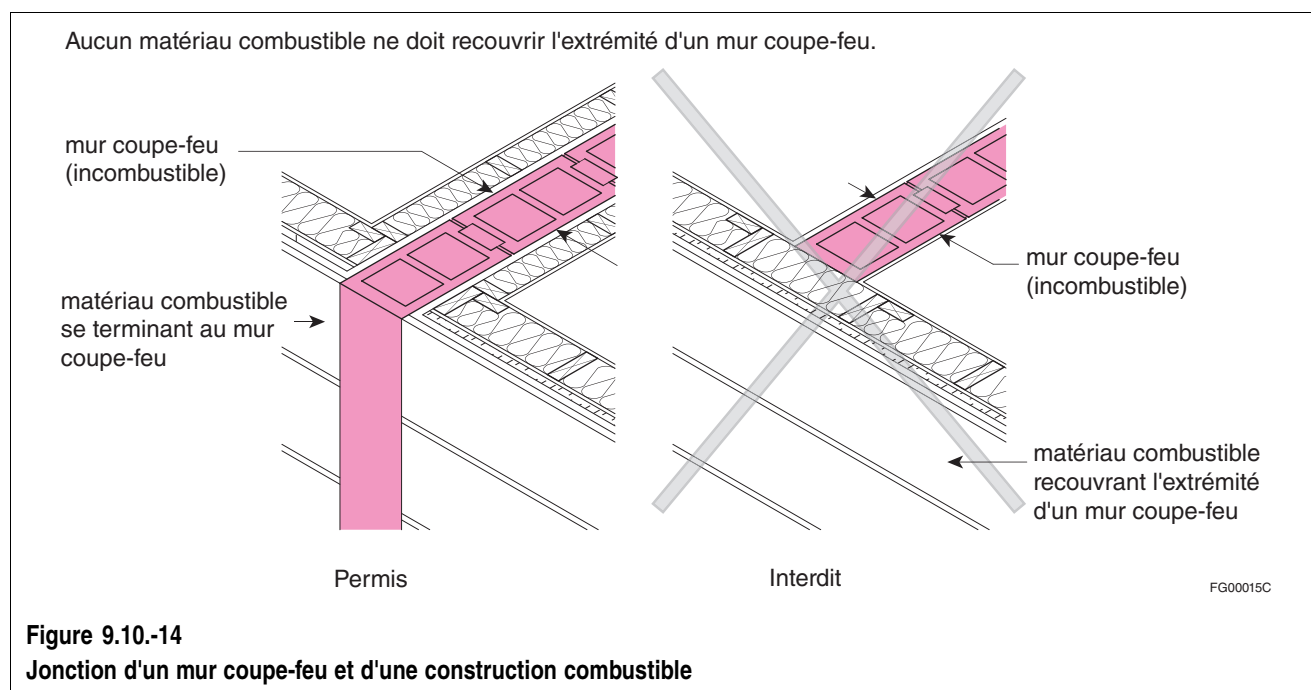 Aucun matériau combustible ne doit recouvrir l'extrémité d'un mur coupe-feu.
mur coupe-feu
(incombustible)
matériau combustible
se terminant au mur
coupe-feu
mur coupe-feu
(incombustible)
matériau combustible
recouvrant l'extrémité
d'un mur coupe-feu
Permis
Interdit
FG00015C
Figure 9.10.-14
Jonction d'un mur coupe-feu et d'une construction combustible